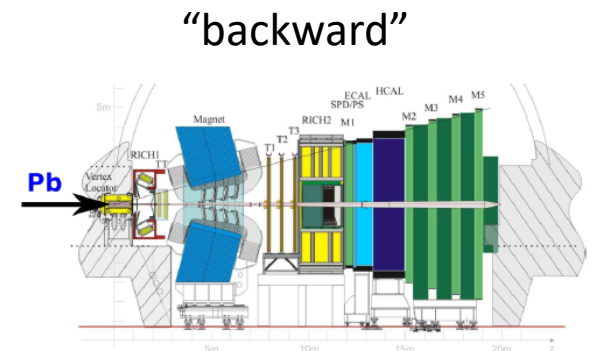 “backward”
5m
ECAL
HCAL
SPD/PS
M5
M4
M3
M2
Magnet
RICH2
M1
T3
T2
T1
RICH1
TT
Vertex
Locator
Pb
5m
10m
15m
20m
z